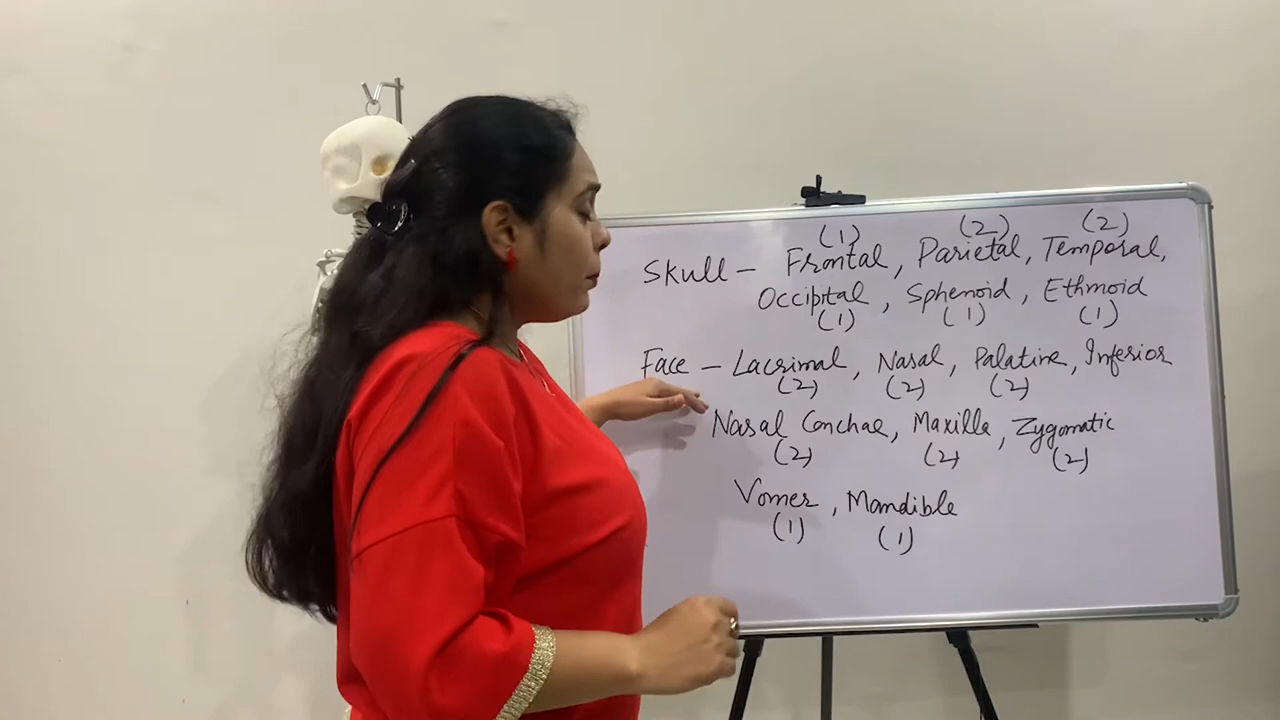 (1) (2) (2)
Skull - Frontal, Parietal, Temporal,
Occipital, Sphenoid, Ethmoid
(1) (1) (1)
Face - Lacrimal, Nasal, Palatine, Inferior
(2) (2) (2)
Nasal Conchae, Maxilla, Zygomatic
(2) (2) (2)
Vomer, Mandible
(1) (1)